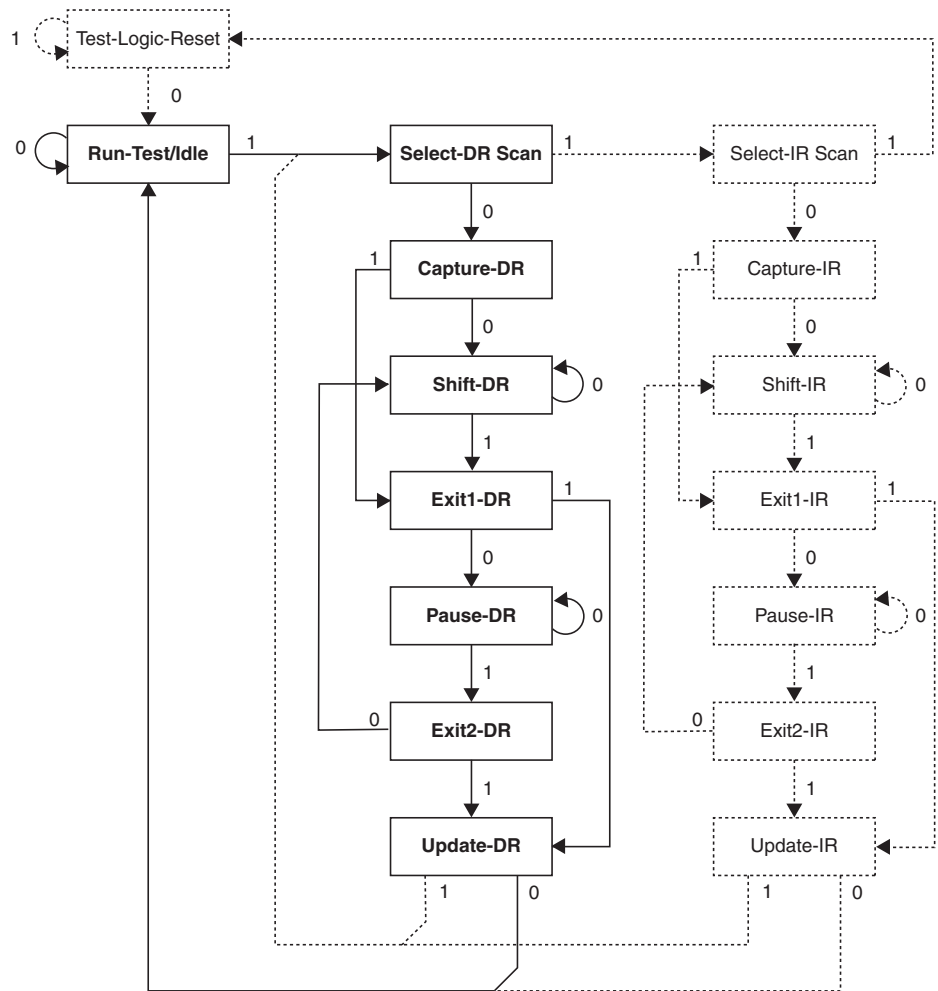 1
Test-Logic-Reset
0
0
Run-Test/Idle
1
Select-DR Scan
1
Select-IR Scan
1
0
0
1
Capture-DR
1
Capture-IR
0
0
Shift-DR
0
Shift-IR
0
1
1
Exit1-DR
1
Exit1-IR
1
0
0
Pause-DR
0
Pause-IR
0
1
1
0
Exit2-DR
0
Exit2-IR
1
1
Update-DR
Update-IR
1
0
1
0